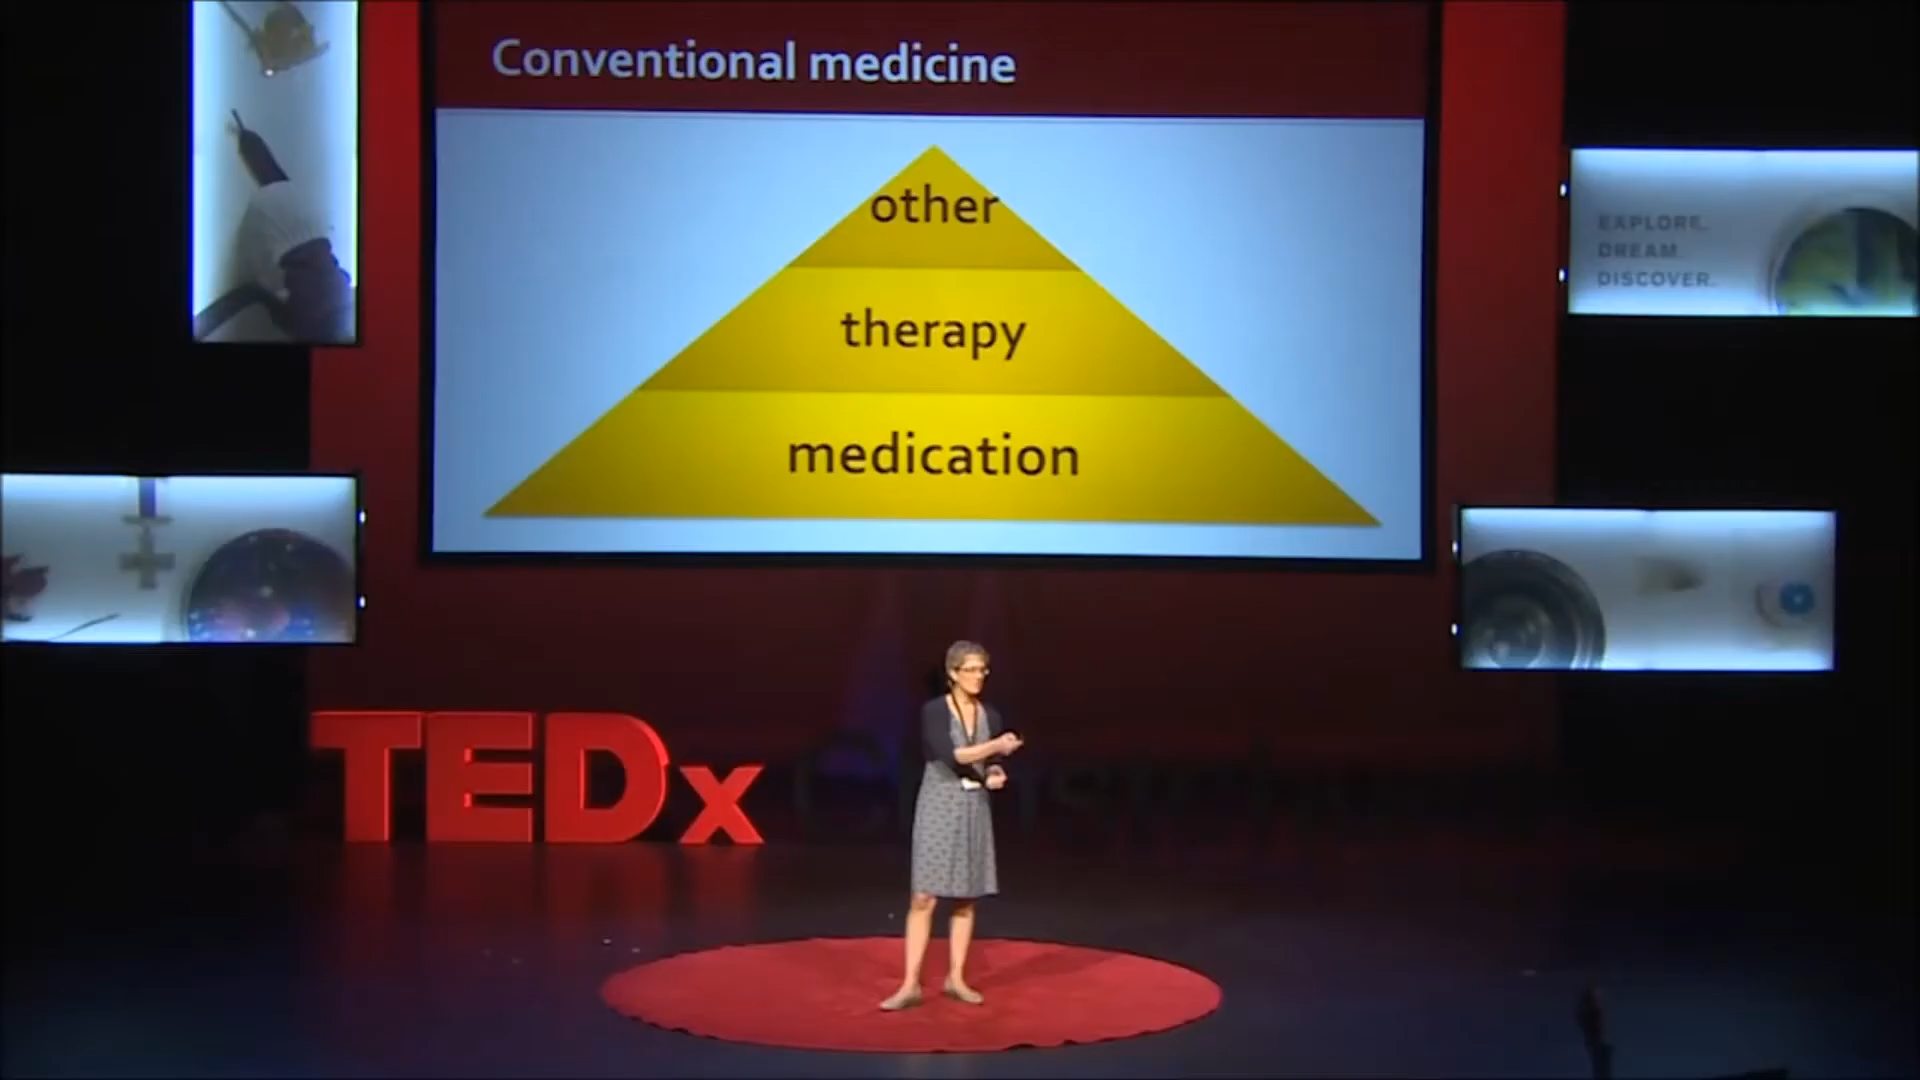 Conventional medicine
other
therapy
medication
EXPLORE.
DREAM.
DISCOVER.
TEDx